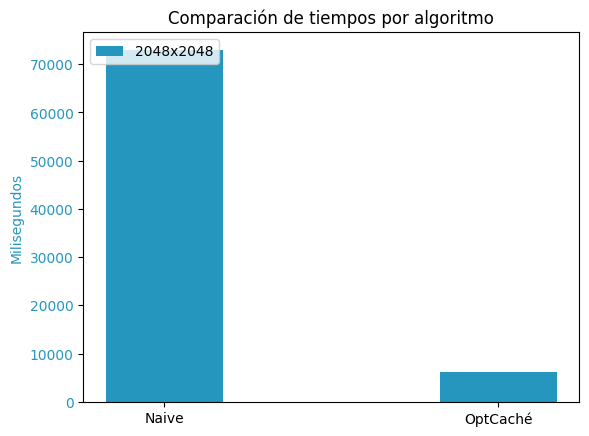 Comparación de tiempos por algoritmo
2048x2048
Milisegundos
70000
60000
50000
40000
30000
20000
10000
0
Naive
OptCaché